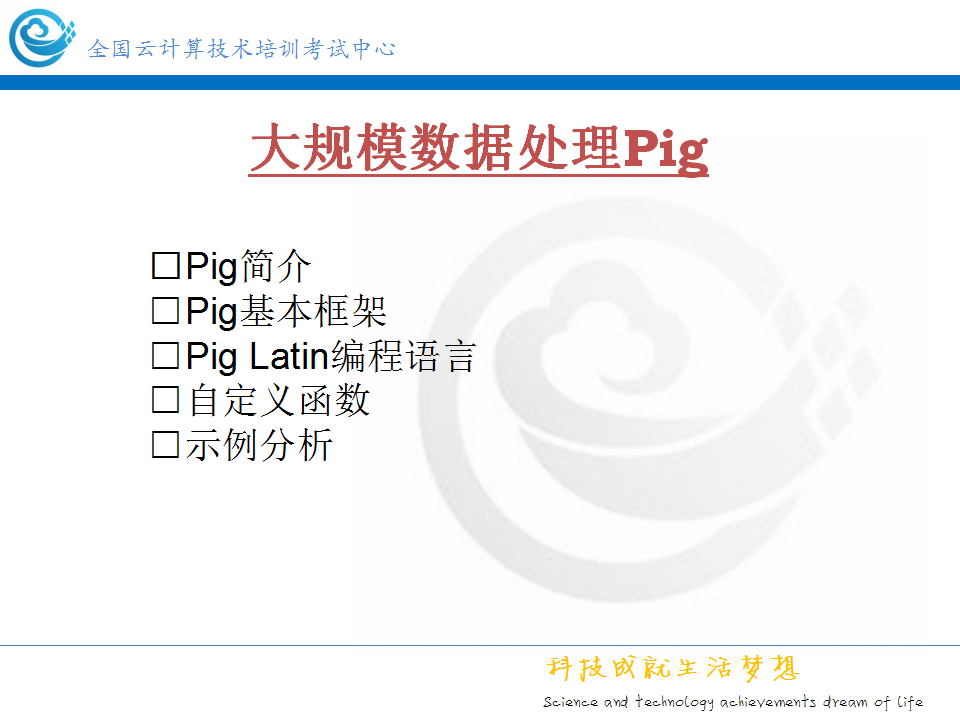 全国云计算技术培训考试中心
大规模数据处理Pig
□Pig简介
□Pig基本框架
□Pig Latin编程语言
□自定义函数
□示例分析
科技成就生活梦想
Science and technology achievements dream of life